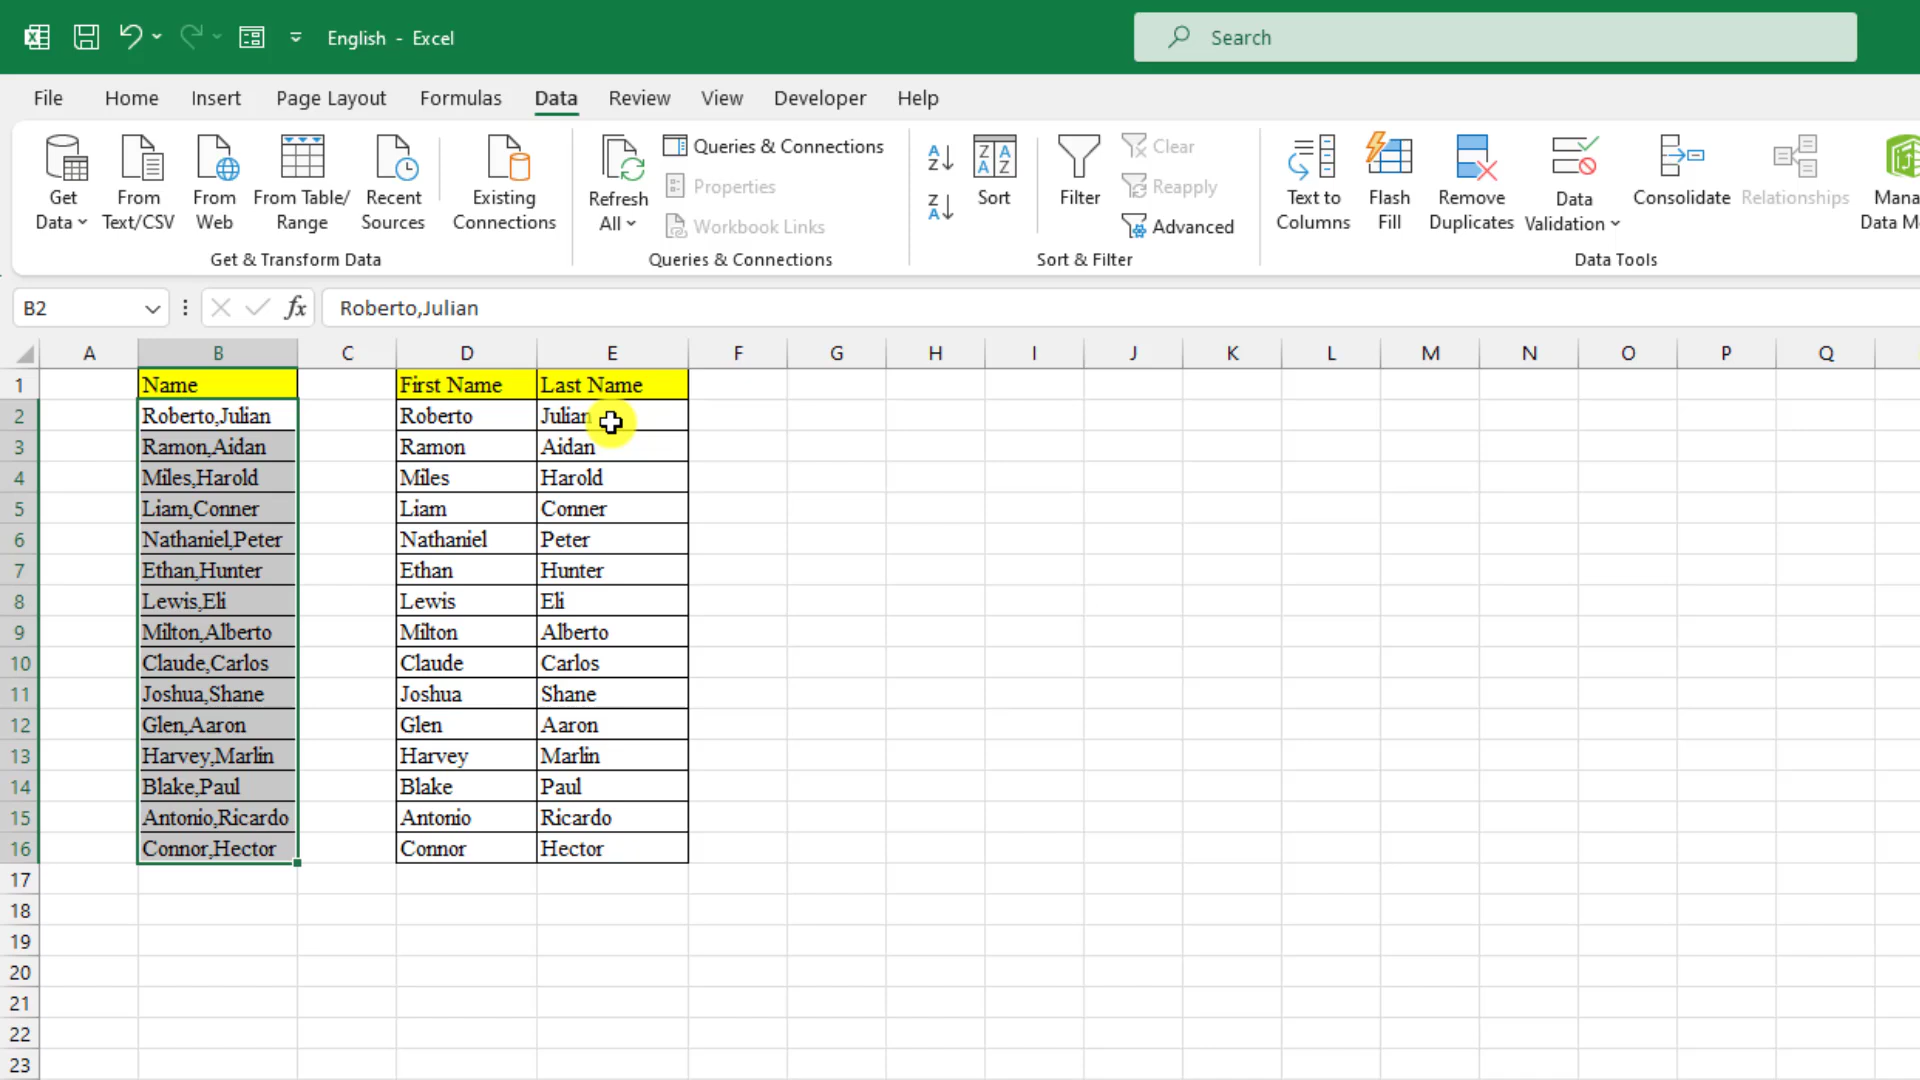 English - Excel
Search
File Home Insert Page Layout Formulas Data Review View Developer Help
Get Data
From Text/CSV
From Web
From Table/ Range
Recent Sources
Existing Connections
Get & Transform Data
Refresh All
Queries & Connections
Properties
Workbook Links
Queries & Connections
Sort
Filter
Clear
Reapply
Advanced
Sort & Filter
Text to Columns
Flash Fill
Remove Duplicates
Data Validation
Consolidate
Relationships
Mana
Data M
Data Tools
B2 fx Roberto,Julian
A B C D E F G H I J K L M N O P Q
1 Name First Name Last Name
2 Roberto,Julian Roberto Julian
3 Ramon,Aidan Ramon Aidan
4 Miles,Harold Miles Harold
5 Liam,Conner Liam Conner
6 Nathaniel,Peter Nathaniel Peter
7 Ethan,Hunter Ethan Hunter
8 Lewis,Eli Lewis Eli
9 Milton,Alberto Milton Alberto
10 Claude,Carlos Claude Carlos
11 Joshua,Shane Joshua Shane
12 Glen,Aaron Glen Aaron
13 Harvey,Marlin Harvey Marlin
14 Blake,Paul Blake Paul
15 Antonio,Ricardo Antonio Ricardo
16 Connor,Hector Connor Hector
17
18
19
20
21
22
23